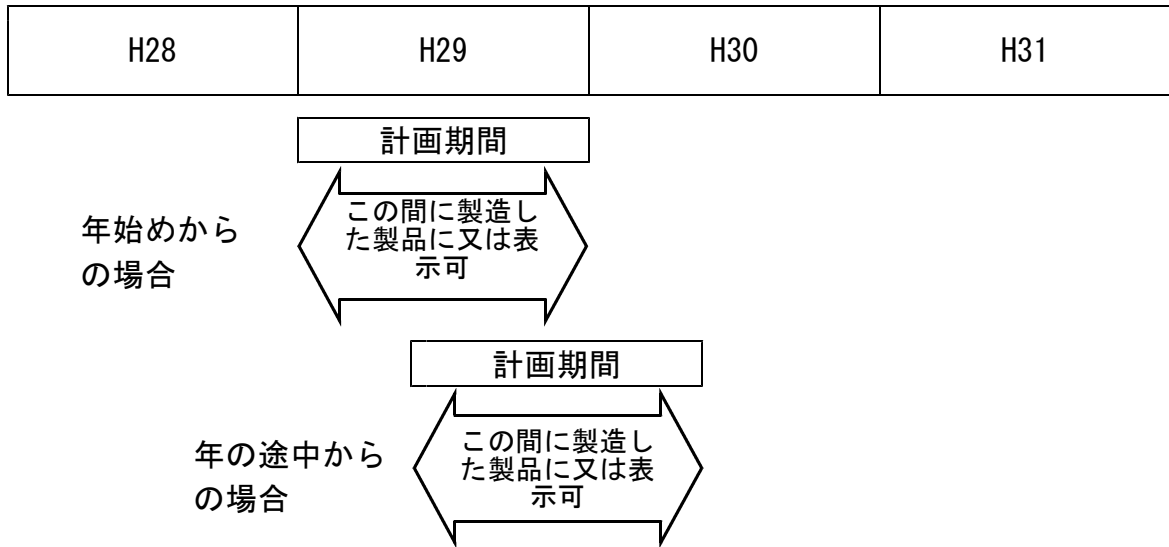 H28 H29 H30 H31
計画期間
年始めから
の場合
この間に製造し
た製品に又は表
示可
計画期間
年の途中から
の場合
この間に製造し
た製品に又は表
示可